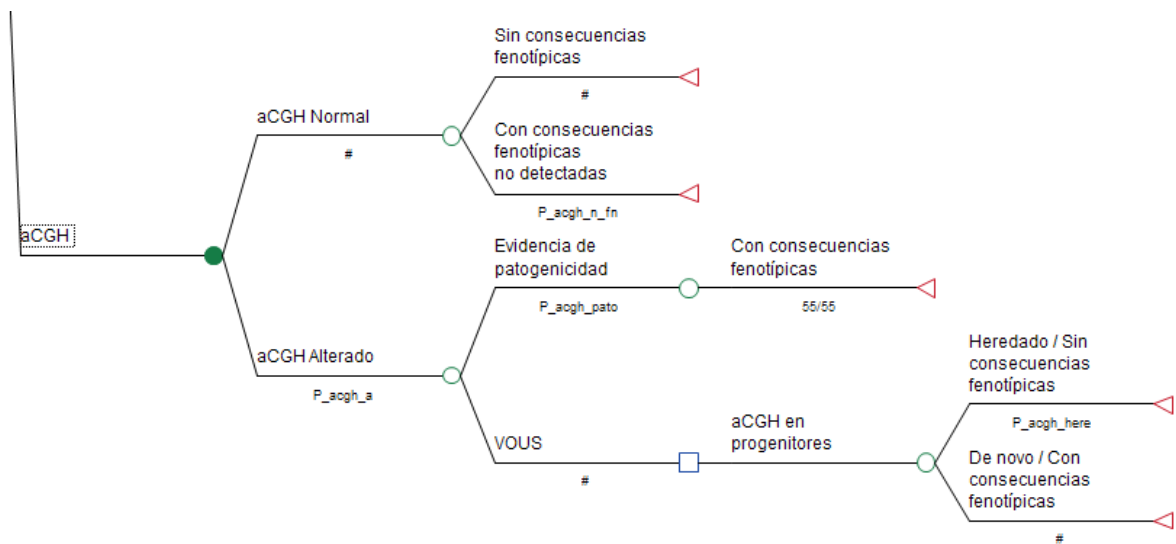 Sin consecuencias
fenotípicas
#
aCGH Normal
#
Con consecuencias
fenotípicas
no detectadas
P_acgh_n_fn
aCGH
Evidencia de
patogenicidad
P_acgh_pato
Con consecuencias
fenotípicas
55/55
aCGH Alterado
P_acgh_a
VOUS
#
aCGH en
progenitores
Heredado / Sin
consecuencias
fenotípicas
P_acgh_here
De novo / Con
consecuencias
fenotípicas
#